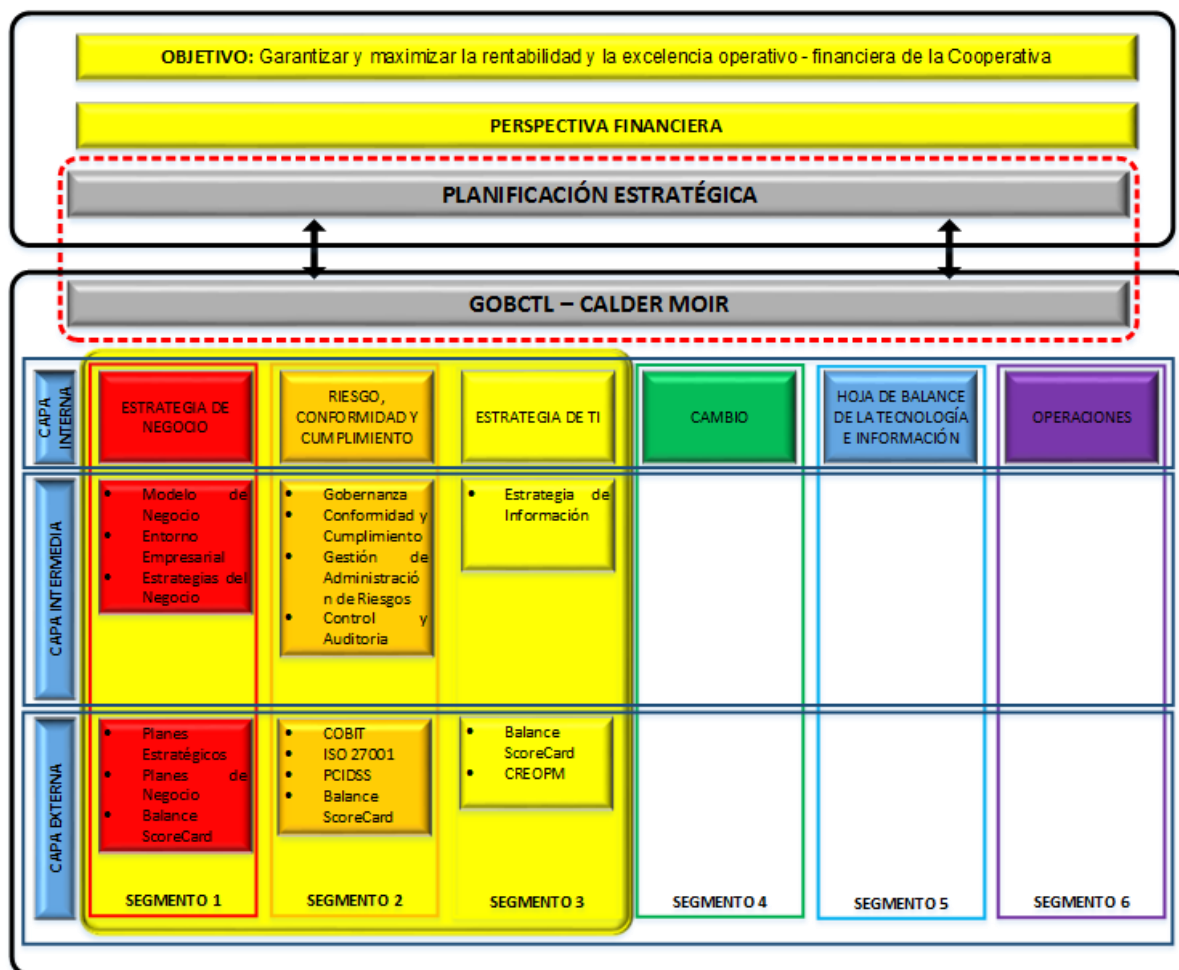 OBJETIVO: Garantizar y maximizar la rentabilidad y la excelencia operativo - financiera de la Cooperativa
PERSPECTIVA FINANCIERA
PLANIFICACIÓN ESTRATÉGICA
GOBCTL – CALDER MOIR
CAPA
INTERNA
ESTRATEGIA DE
NEGOCIO
RIESGO,
CONFORMIDAD Y
CUMPLIMIENTO
ESTRATEGIA DE TI
CAMBIO
HOJA DE BALANCE
DE LA TECNOLOGÍA
E INFORMACIÓN
OPERACIONES
CAPA INTERMEDIA
• Modelo de
Negocio
• Entorno
Empresarial
• Estrategias del
Negocio
• Gobernanza
• Conformidad y
Cumplimiento
• Gestión de
Administració
n de Riesgos
• Control y
Auditoria
• Estrategia de
Información
CAPA EXTERNA
• Planes
Estratégicos
• Planes de
Negocio
• Balance
ScoreCard
• COBIT
• ISO 27001
• PCIDSS
• Balance
ScoreCard
• Balance
ScoreCard
• CREOPM
SEGMENTO 1
SEGMENTO 2
SEGMENTO 3
SEGMENTO 4
SEGMENTO 5
SEGMENTO 6